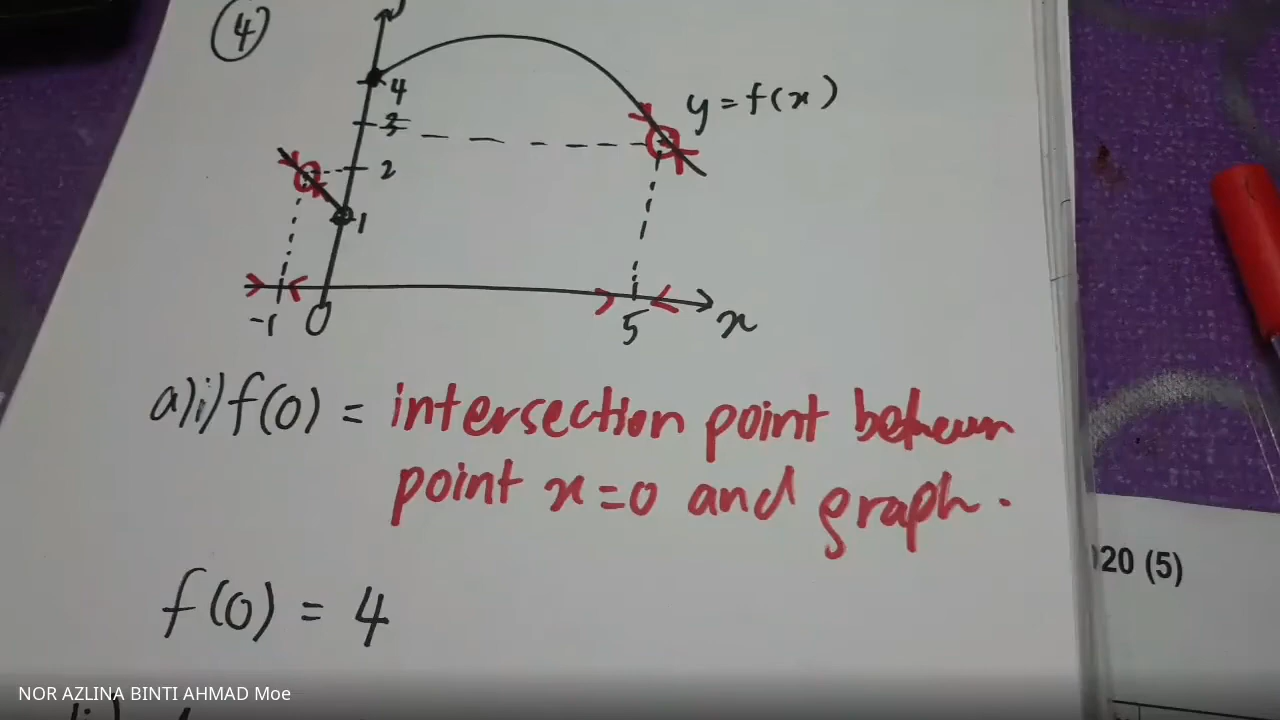 ④
4
3
y = f(x)
2
1
-1 0 5 x
a)i) f(0) = intersection point between
point x=0 and graph.
f(0) = 4
020 (5)
NOR AZLINA BINTI AHMAD Moe